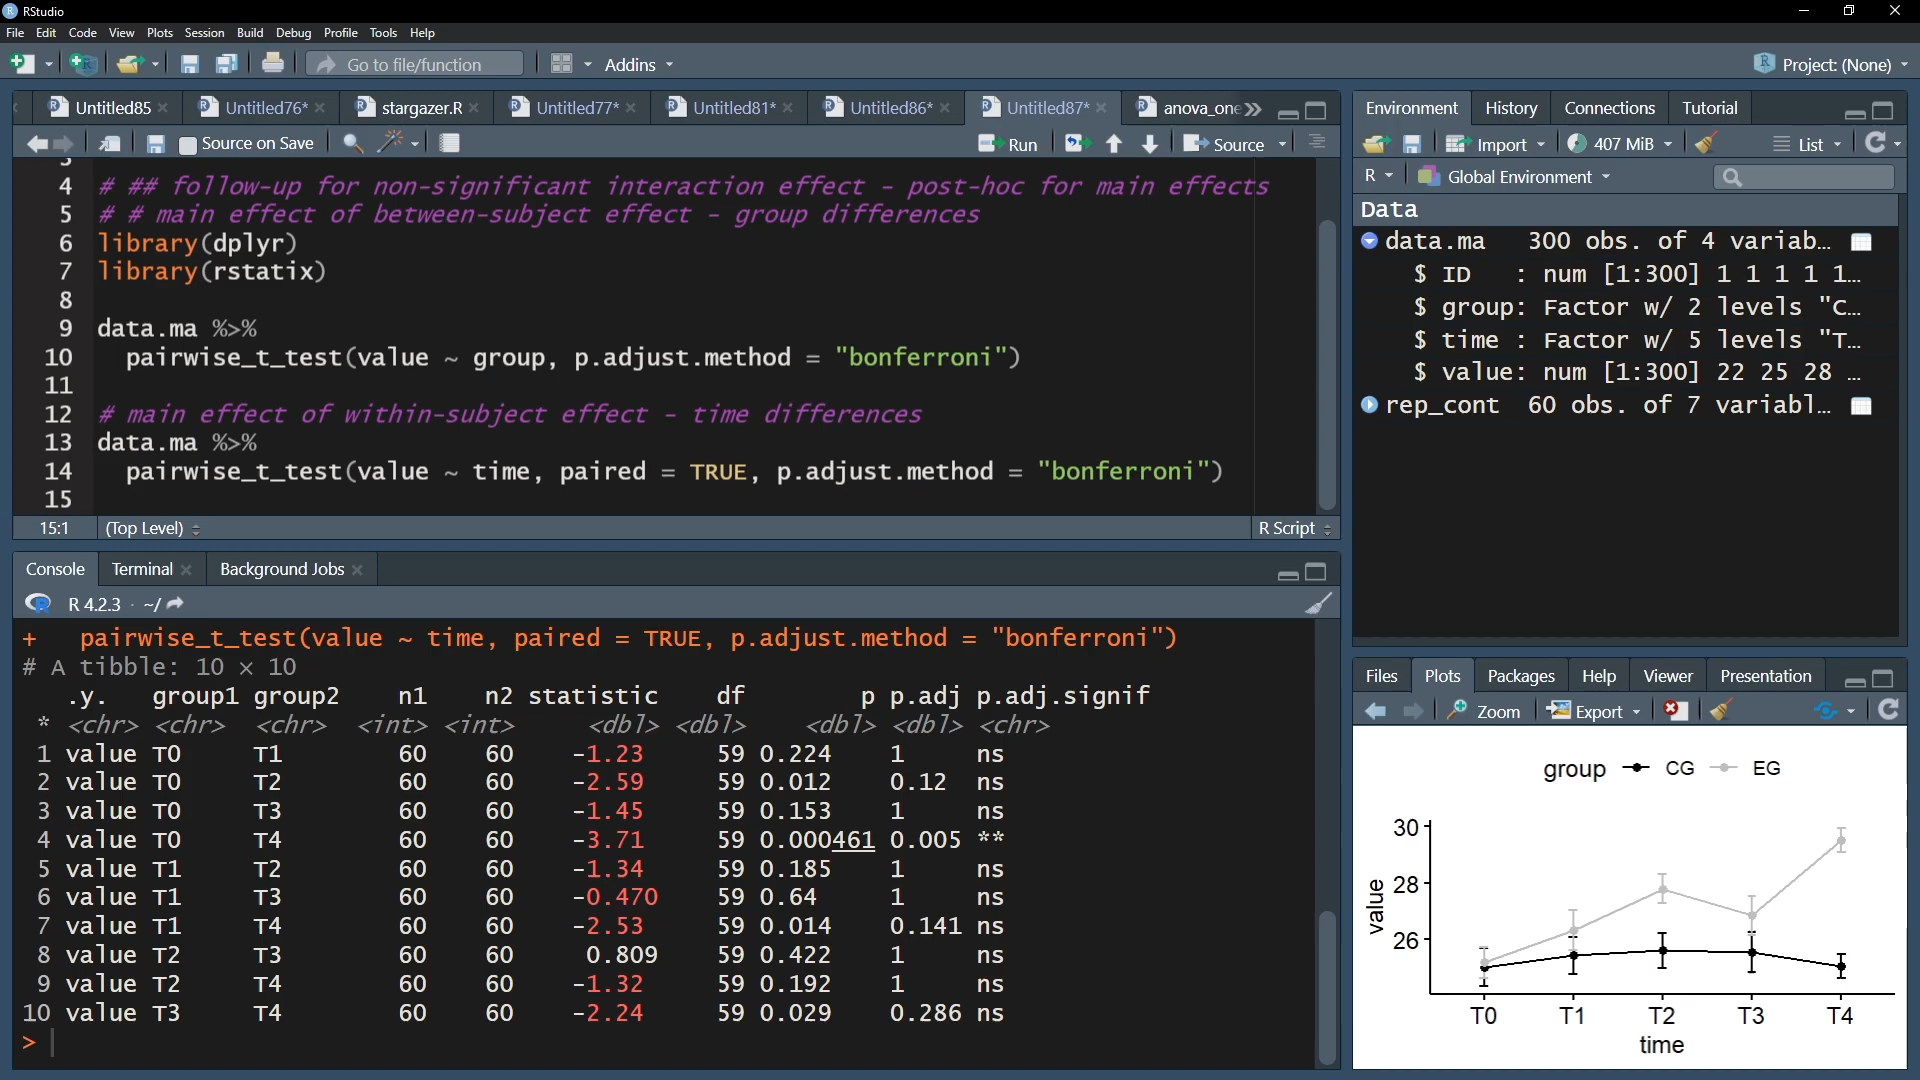 RStudio
File Edit Code View Plots Session Build Debug Profile Tools Help
Go to file/function Addins Project: (None)
Untitled85 Untitled76* stargazer.R Untitled77* Untitled81* Untitled86* Untitled87* anova_one
Source on Save Run Source
4 # ## follow-up for non-significant interaction effect - post-hoc for main effects
5 # # main effect of between-subject effect - group differences
6 library(dplyr)
7 library(rstatix)
8
9 data.ma %>%
10 pairwise_t_test(value ~ group, p.adjust.method = "bonferroni")
11
12 # main effect of within-subject effect - time differences
13 data.ma %>%
14 pairwise_t_test(value ~ time, paired = TRUE, p.adjust.method = "bonferroni")
15
15:1 (Top Level) R Script
Console Terminal Background Jobs
R 4.2.3 · ~/
+ pairwise_t_test(value ~ time, paired = TRUE, p.adjust.method = "bonferroni")
# A tibble: 10 × 10
.y. group1 group2 n1 n2 statistic df p p.adj p.adj.signif
* <chr> <chr> <chr> <int> <int> <dbl> <dbl> <dbl> <dbl> <chr>
1 value T0 T1 60 60 -1.23 59 0.224 1 ns
2 value T0 T2 60 60 -2.59 59 0.012 0.12 ns
3 value T0 T3 60 60 -1.45 59 0.153 1 ns
4 value T0 T4 60 60 -3.71 59 0.000461 0.005 **
5 value T1 T2 60 60 -1.34 59 0.185 1 ns
6 value T1 T3 60 60 -0.470 59 0.64 1 ns
7 value T1 T4 60 60 -2.53 59 0.014 0.141 ns
8 value T2 T3 60 60 0.809 59 0.422 1 ns
9 value T2 T4 60 60 -1.32 59 0.192 1 ns
10 value T3 T4 60 60 -2.24 59 0.029 0.286 ns
>
Environment History Connections Tutorial
Import 407 MiB List
R Global Environment
Data
data.ma 300 obs. of 4 variab…
$ ID : num [1:300] 1 1 1 1 1…
$ group: Factor w/ 2 levels "C…
$ time : Factor w/ 5 levels "T…
$ value: num [1:300] 22 25 28 …
rep_cont 60 obs. of 7 variabl…
Files Plots Packages Help Viewer Presentation
Zoom Export
group CG EG
30
28
26
value
T0 T1 T2 T3 T4
time